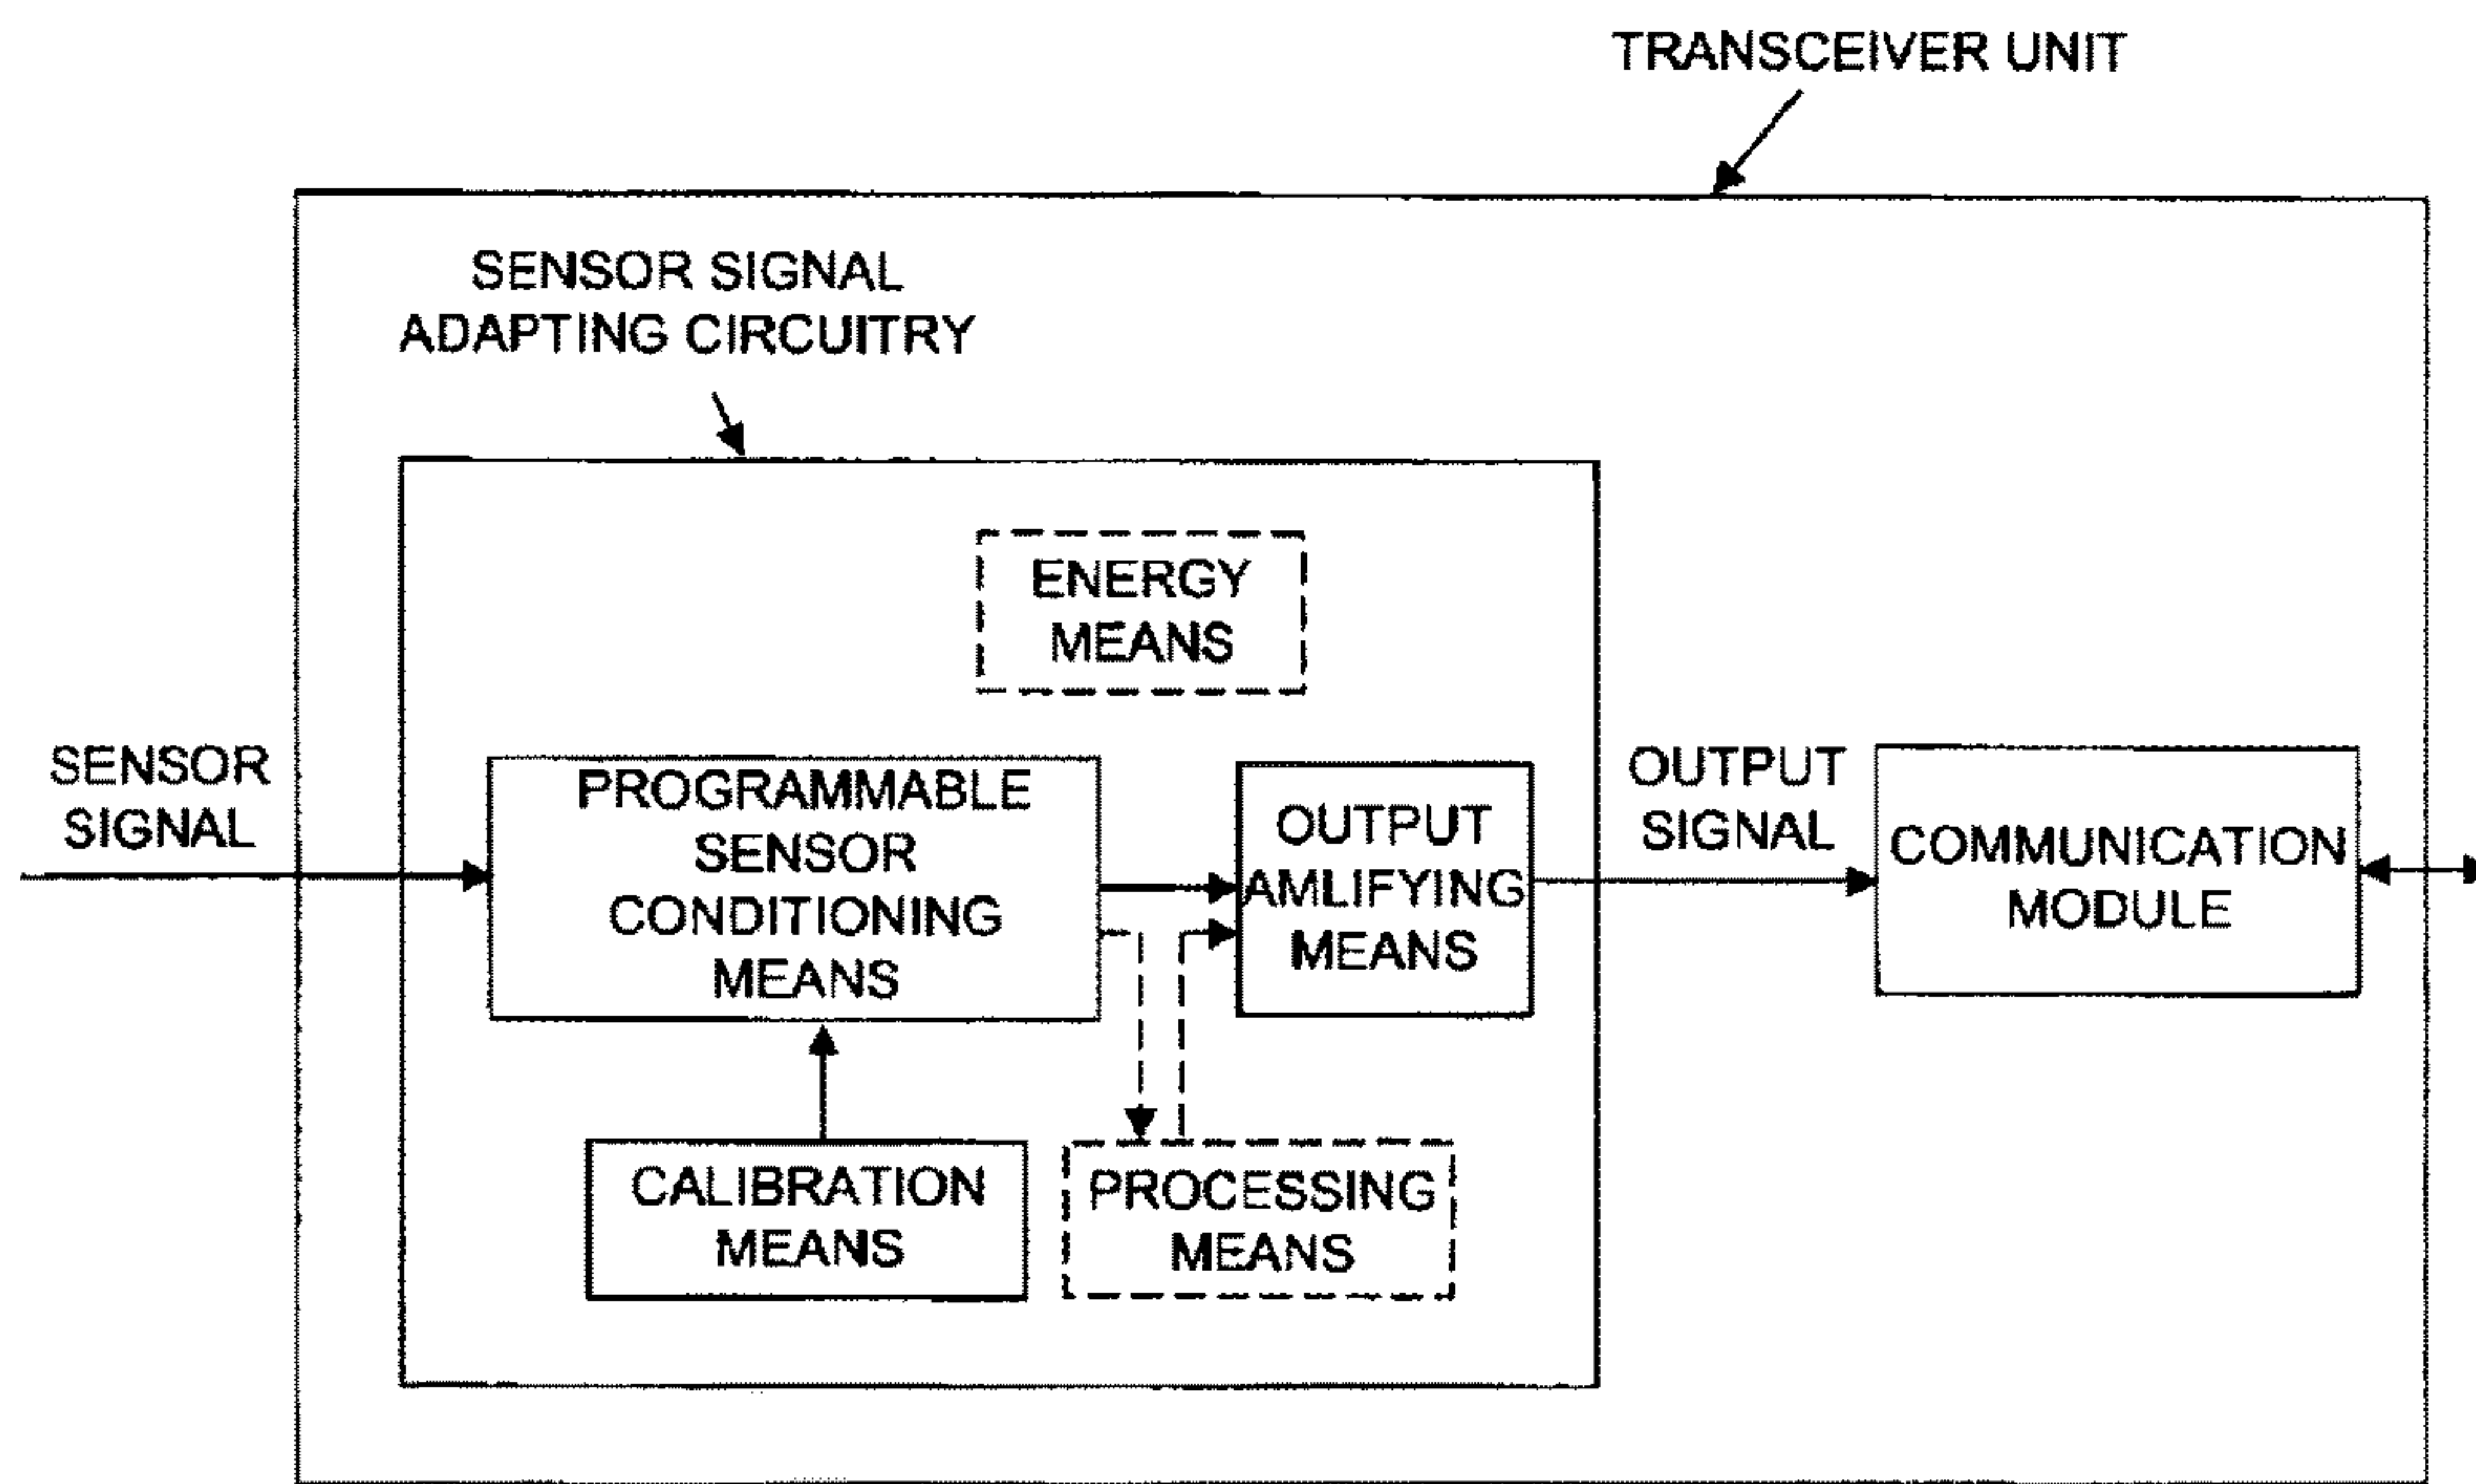 TRANSCEIVER UNIT
SENSOR SIGNAL
ADAPTING CIRCUITRY
ENERGY
MEANS
SENSOR
SIGNAL
PROGRAMMABLE
SENSOR
CONDITIONING
MEANS
OUTPUT
AMLIFYING
MEANS
OUTPUT
SIGNAL
COMMUNICATION
MODULE
CALIBRATION
MEANS
PROCESSING
MEANS